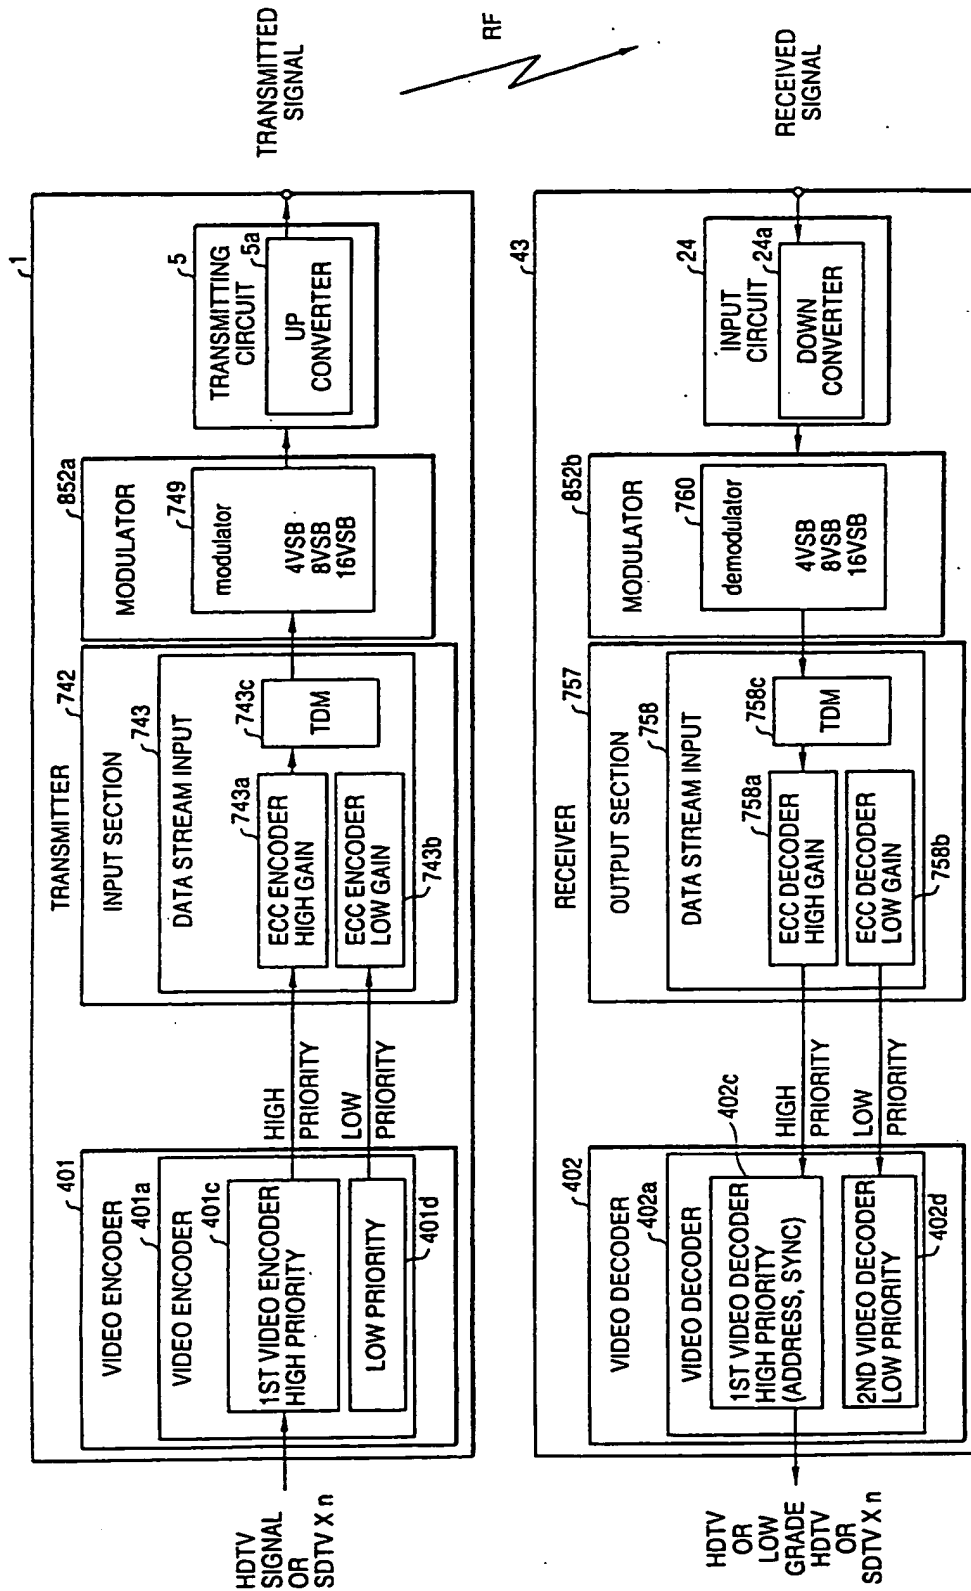 1
TRANSMITTER
401
VIDEO ENCODER
401a
VIDEO ENCODER
401c
1ST VIDEO ENCODER
HIGH PRIORITY
LOW PRIORITY
401d
HDTV
SIGNAL
OR
SDTV X n
HIGH
PRIORITY
LOW
PRIORITY
742
INPUT SECTION
743
DATA STREAM INPUT
743a
ECC ENCODER
HIGH GAIN
ECC ENCODER
LOW GAIN
743b
743c
TDM
852a
MODULATOR
749
modulator
4VSB
8VSB
16VSB
5
TRANSMITTING
CIRCUIT
5a
UP
CONVERTER
TRANSMITTED
SIGNAL
RF
43
RECEIVER
402
VIDEO DECODER
402a
VIDEO DECODER
402c
1ST VIDEO DECODER
HIGH PRIORITY
(ADDRESS, SYNC)
2ND VIDEO DECODER
LOW PRIORITY
402d
HDTV
OR
LOW
GRADE
HDTV
OR
SDTV X n
HIGH
PRIORITY
LOW
PRIORITY
757
OUTPUT SECTION
758
DATA STREAM INPUT
758a
ECC DECODER
HIGH GAIN
ECC DECODER
LOW GAIN
758b
758c
TDM
852b
MODULATOR
760
demodulator
4VSB
8VSB
16VSB
24
INPUT
CIRCUIT
24a
DOWN
CONVERTER
RECEIVED
SIGNAL